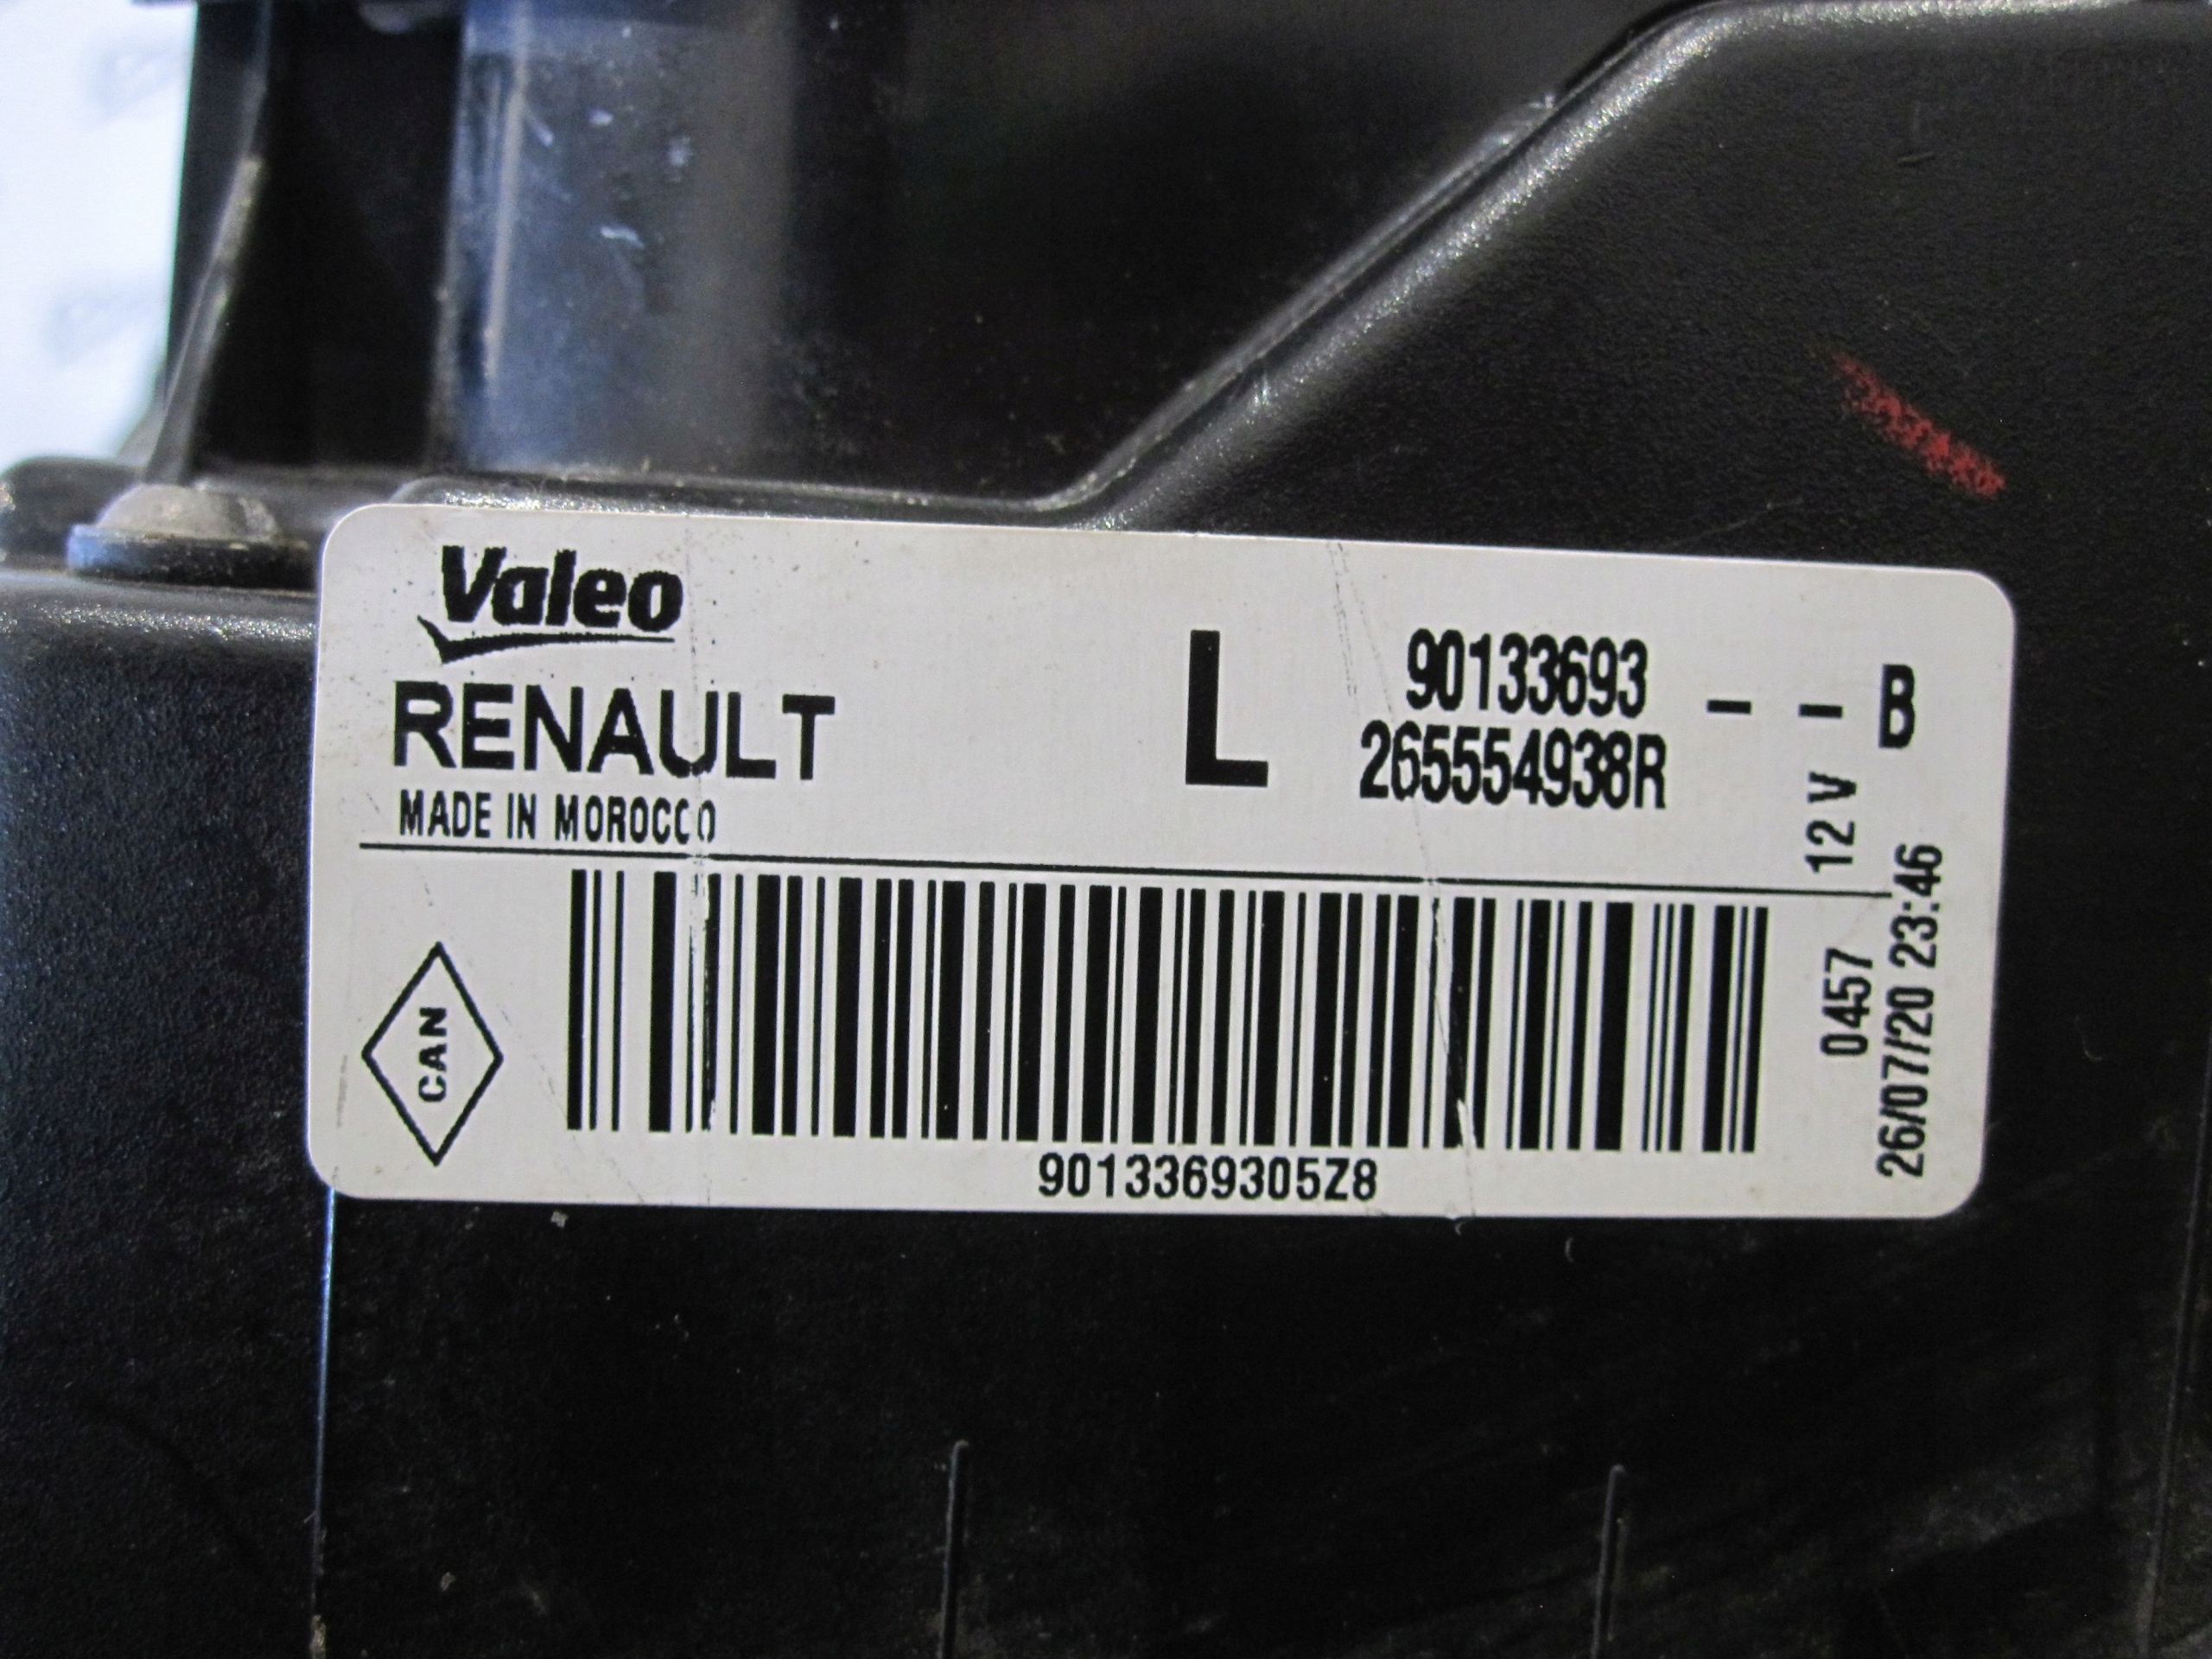 Valeo
RENAULT
MADE IN MOROCCO
L
90133693 - - B
265554938R
12 V
CAN
9013369305Z8
0457
26/07/20 23:46